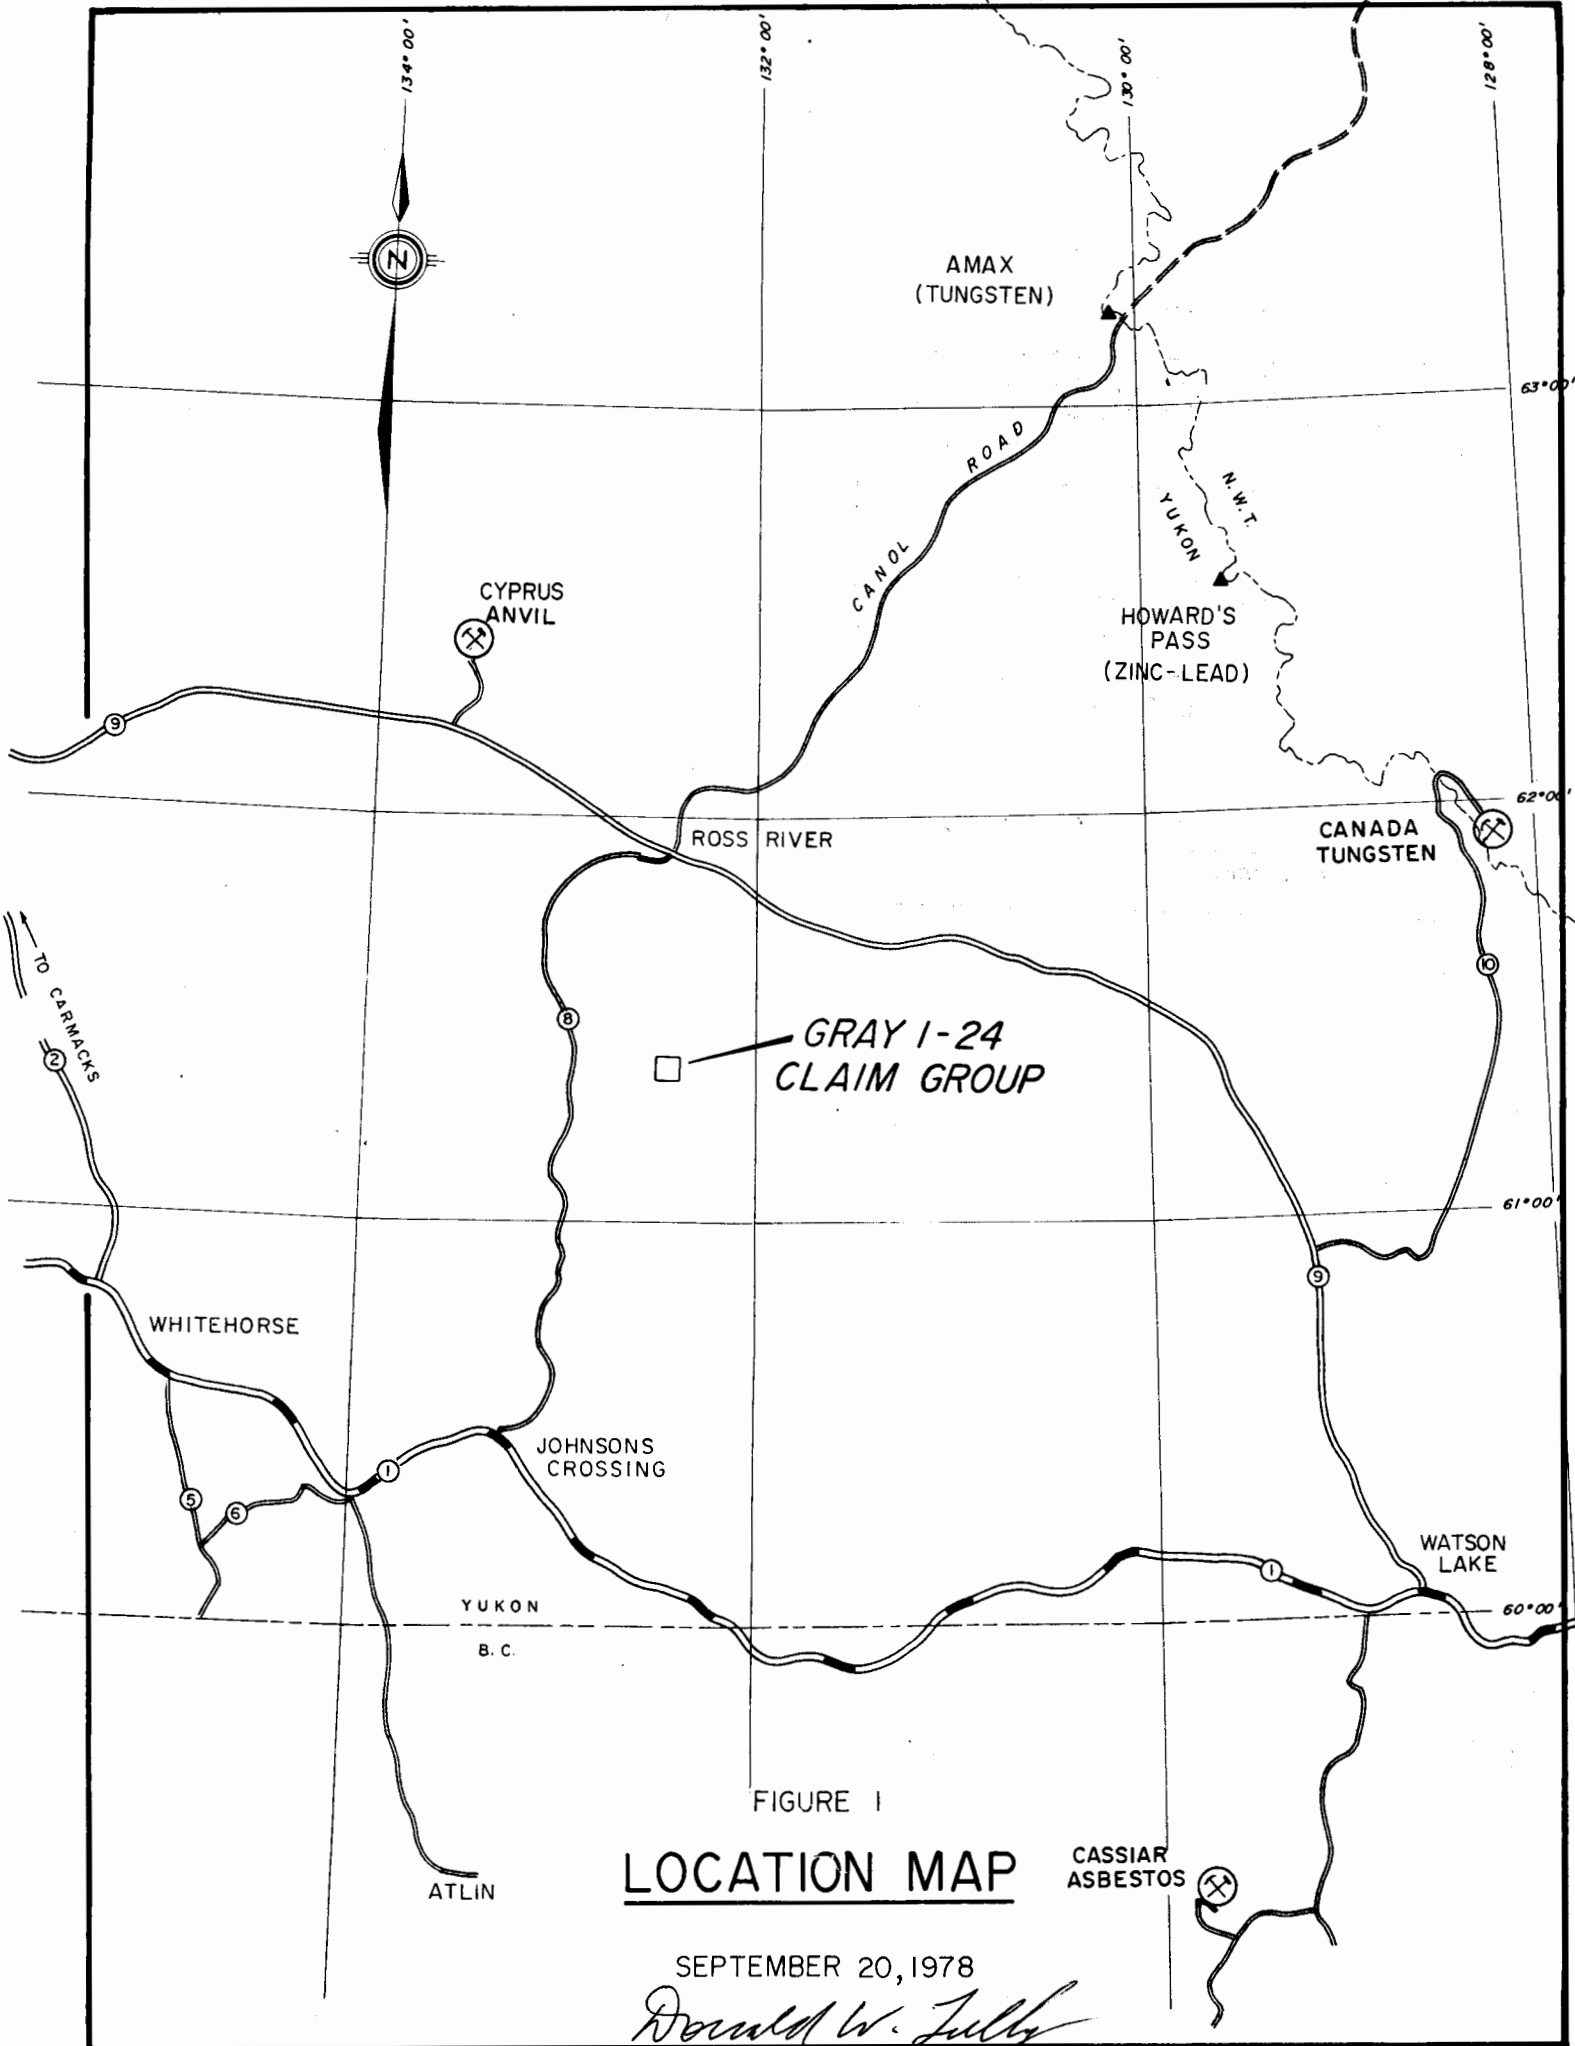 134° 00'
132° 00'
130° 00'
128° 00'
N
AMAX
(TUNGSTEN)
63°00'
CANOL ROAD
N.W.T.
YUKON
CYPRUS
ANVIL
HOWARD'S
PASS
(ZINC-LEAD)
9
62°00'
ROSS RIVER
CANADA
TUNGSTEN
TO CARMACKS
10
8
GRAY 1-24
CLAIM GROUP
2
61°00'
9
WHITEHORSE
JOHNSONS
CROSSING
1
5
6
WATSON
LAKE
1
YUKON
60°00'
B.C.
FIGURE 1
LOCATION MAP
CASSIAR
ASBESTOS
ATLIN
SEPTEMBER 20, 1978
Donald W. Tully